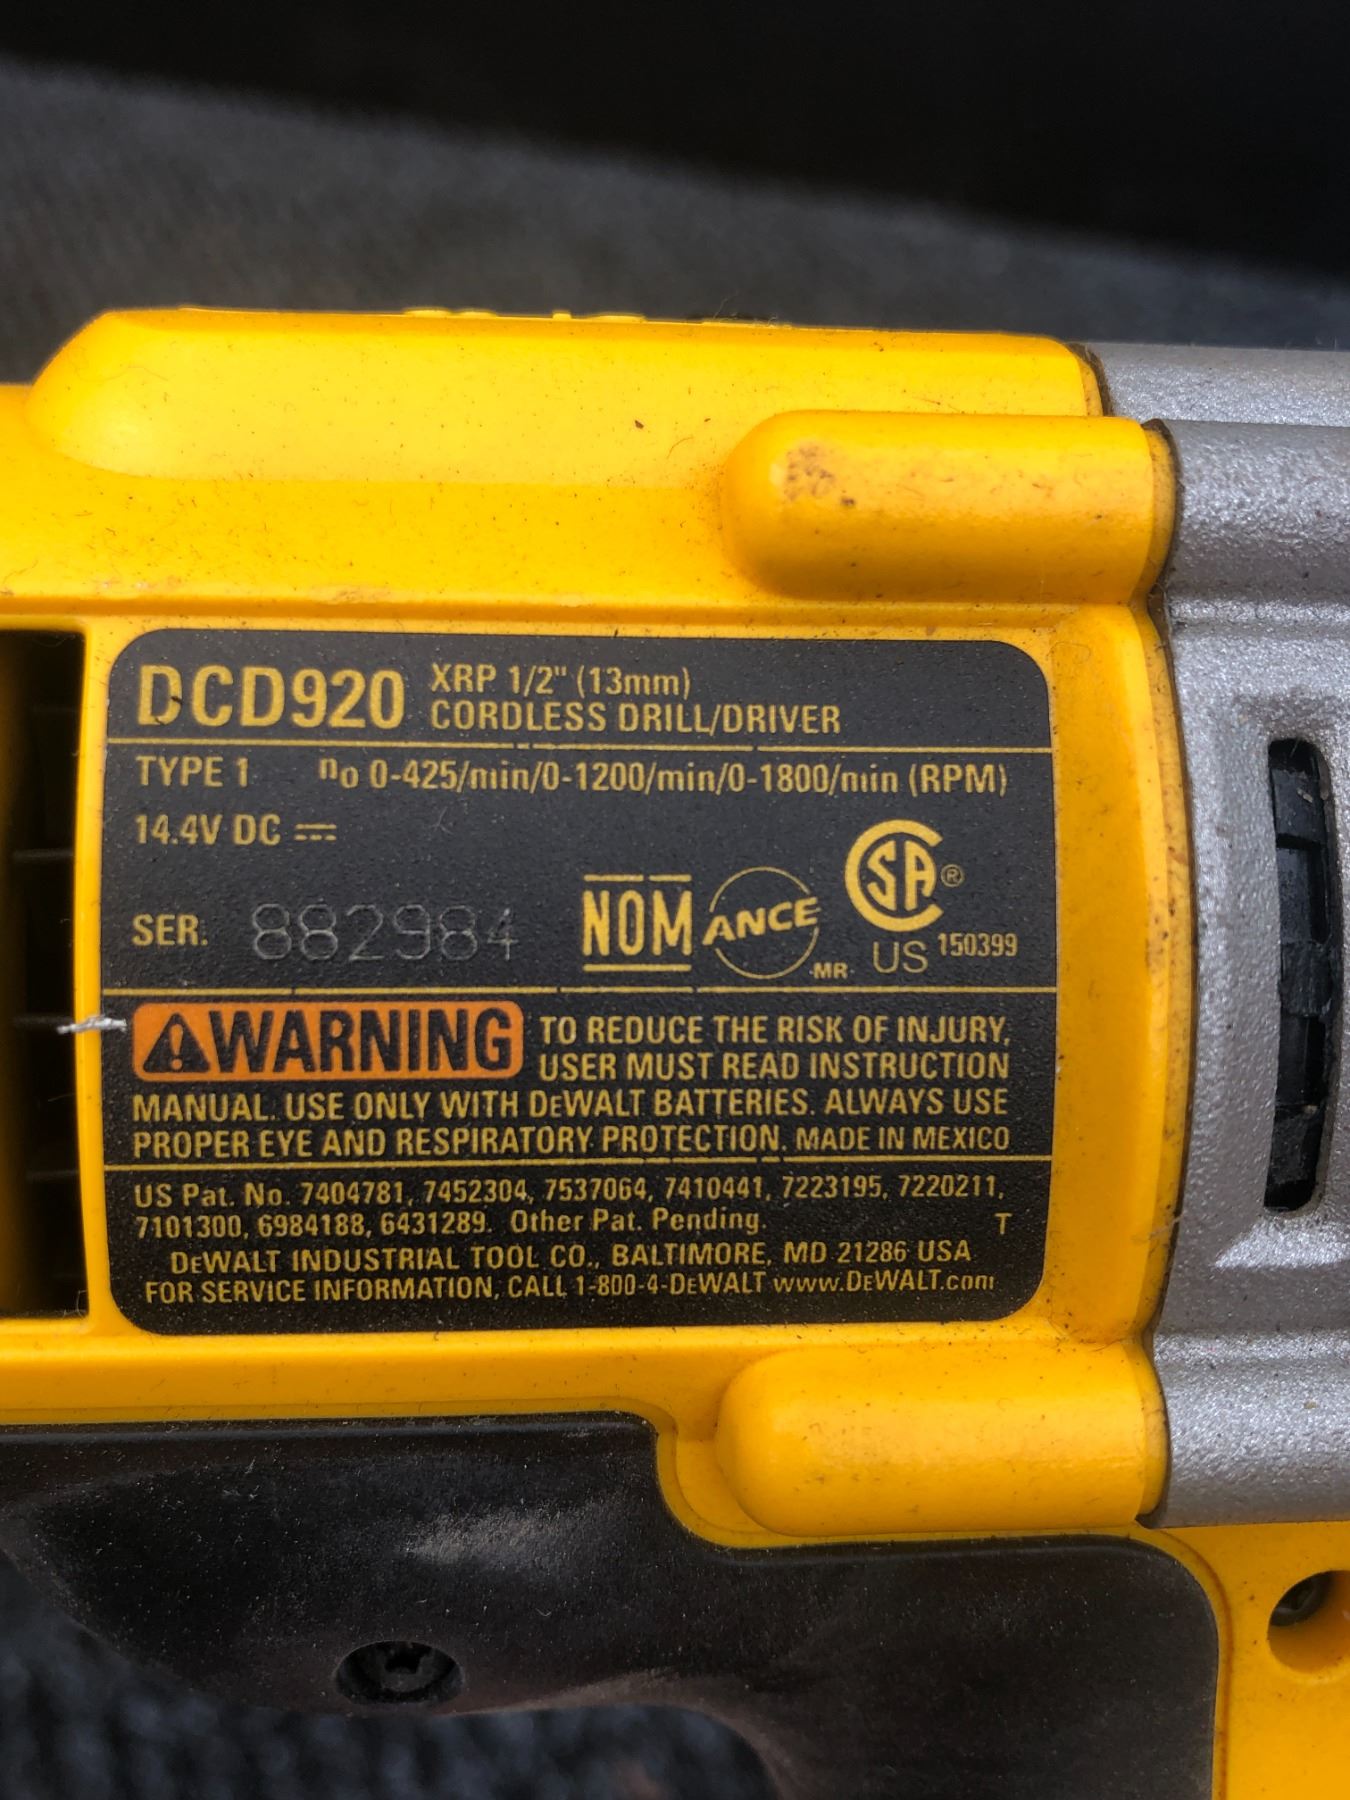 DCD920 XRP 1/2" (13mm)
CORDLESS DRILL/DRIVER
TYPE 1 no 0-425/min/0-1200/min/0-1800/min (RPM)
14.4V DC
SER. 882984 NOM ANCE MR CSA ® US 150399
WARNING TO REDUCE THE RISK OF INJURY,
USER MUST READ INSTRUCTION
MANUAL. USE ONLY WITH DEWALT BATTERIES. ALWAYS USE
PROPER EYE AND RESPIRATORY PROTECTION. MADE IN MEXICO
US Pat. No. 7404781, 7452304, 7537064, 7410441, 7223195, 7220211,
7101300, 6984188, 6431289. Other Pat. Pending. T
DEWALT INDUSTRIAL TOOL CO., BALTIMORE, MD 21286 USA
FOR SERVICE INFORMATION, CALL 1-800-4-DEWALT www.DEWALT.com